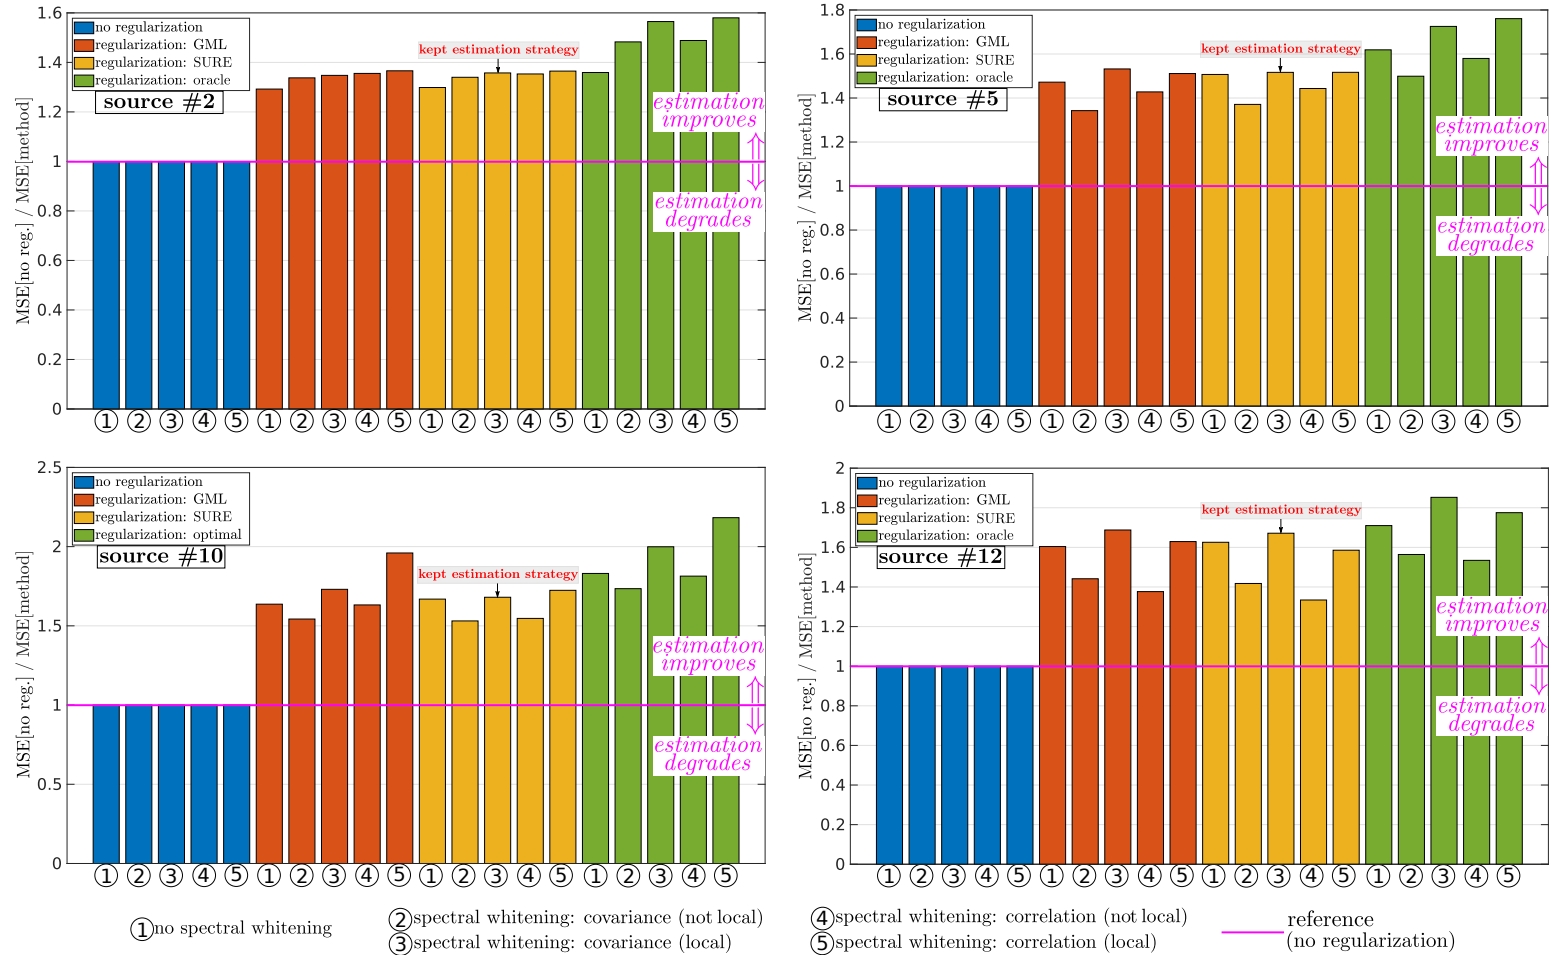 no regularization
regularization: GML
regularization: SURE
regularization: oracle
source #2
kept estimation strategy
estimation
improves
estimation
degrades
MSE[no reg.] / MSE[method]
1.6
1.4
1.2
1
0.8
0.6
0.4
0.2
0
1 2 3 4 5 1 2 3 4 5 1 2 3 4 5 1 2 3 4 5
no regularization
regularization: GML
regularization: SURE
regularization: oracle
source #5
kept estimation strategy
estimation
improves
estimation
degrades
MSE[no reg.] / MSE[method]
1.8
1.6
1.4
1.2
1
0.8
0.6
0.4
0.2
0
1 2 3 4 5 1 2 3 4 5 1 2 3 4 5 1 2 3 4 5
no regularization
regularization: GML
regularization: SURE
regularization: optimal
source #10
kept estimation strategy
estimation
improves
estimation
degrades
MSE[no reg.] / MSE[method]
2.5
2
1.5
1
0.5
0
1 2 3 4 5 1 2 3 4 5 1 2 3 4 5 1 2 3 4 5
no regularization
regularization: GML
regularization: SURE
regularization: oracle
source #12
kept estimation strategy
estimation
improves
estimation
degrades
MSE[no reg.] / MSE[method]
2
1.8
1.6
1.4
1.2
1
0.8
0.6
0.4
0.2
0
1 2 3 4 5 1 2 3 4 5 1 2 3 4 5 1 2 3 4 5
1 no spectral whitening
2 spectral whitening: covariance (not local)
3 spectral whitening: covariance (local)
4 spectral whitening: correlation (not local)
5 spectral whitening: correlation (local)
reference
(no regularization)